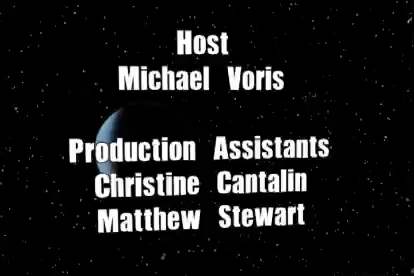 Host
Michael Voris
Production Assistants
Christine Cantalin
Matthew Stewart